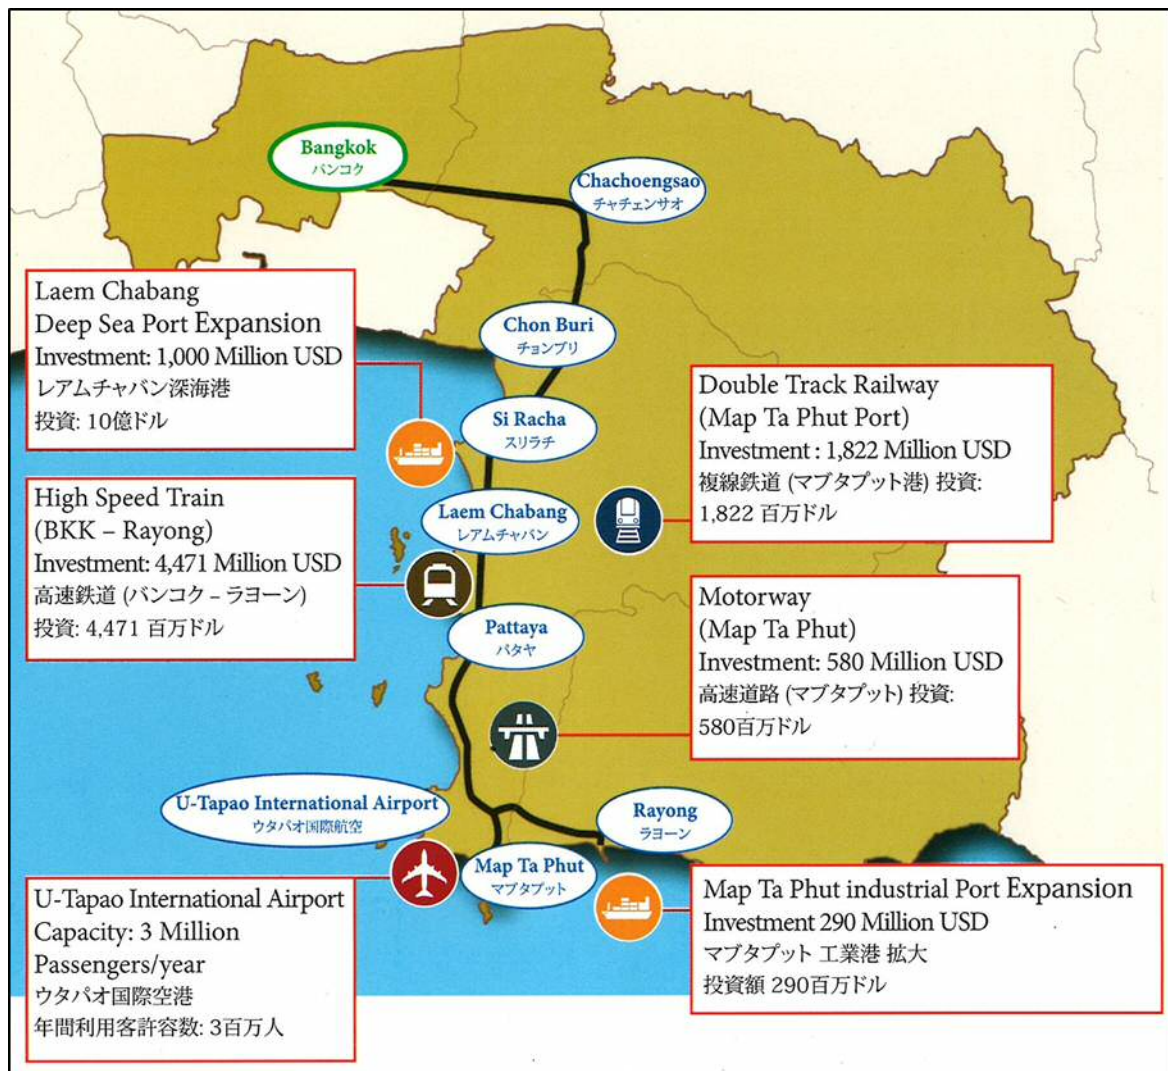 Bangkok
バンコク
Chachoengsao
チャチェンサオ
Laem Chabang
Deep Sea Port Expansion
Investment: 1,000 Million USD
レアムチャバン深海港
投資: 10億ドル
Chon Buri
チョンブリ
Si Racha
スリラチ
Double Track Railway
(Map Ta Phut Port)
Investment : 1,822 Million USD
複線鉄道 (マブタプット港) 投資:
1,822 百万ドル
High Speed Train
(BKK – Rayong)
Investment: 4,471 Million USD
高速鉄道 (バンコク – ラヨーン)
投資: 4,471 百万ドル
Laem Chabang
レアムチャバン
Pattaya
パタヤ
Motorway
(Map Ta Phut)
Investment: 580 Million USD
高速道路 (マブタプット) 投資:
580百万ドル
U-Tapao International Airport
ウタパオ国際航空
Rayong
ラヨーン
Map Ta Phut
マブタプット
U-Tapao International Airport
Capacity: 3 Million
Passengers/year
ウタパオ国際空港
年間利用客許容数: 3百万人
Map Ta Phut industrial Port Expansion
Investment 290 Million USD
マブタプット 工業港 拡大
投資額 290百万ドル